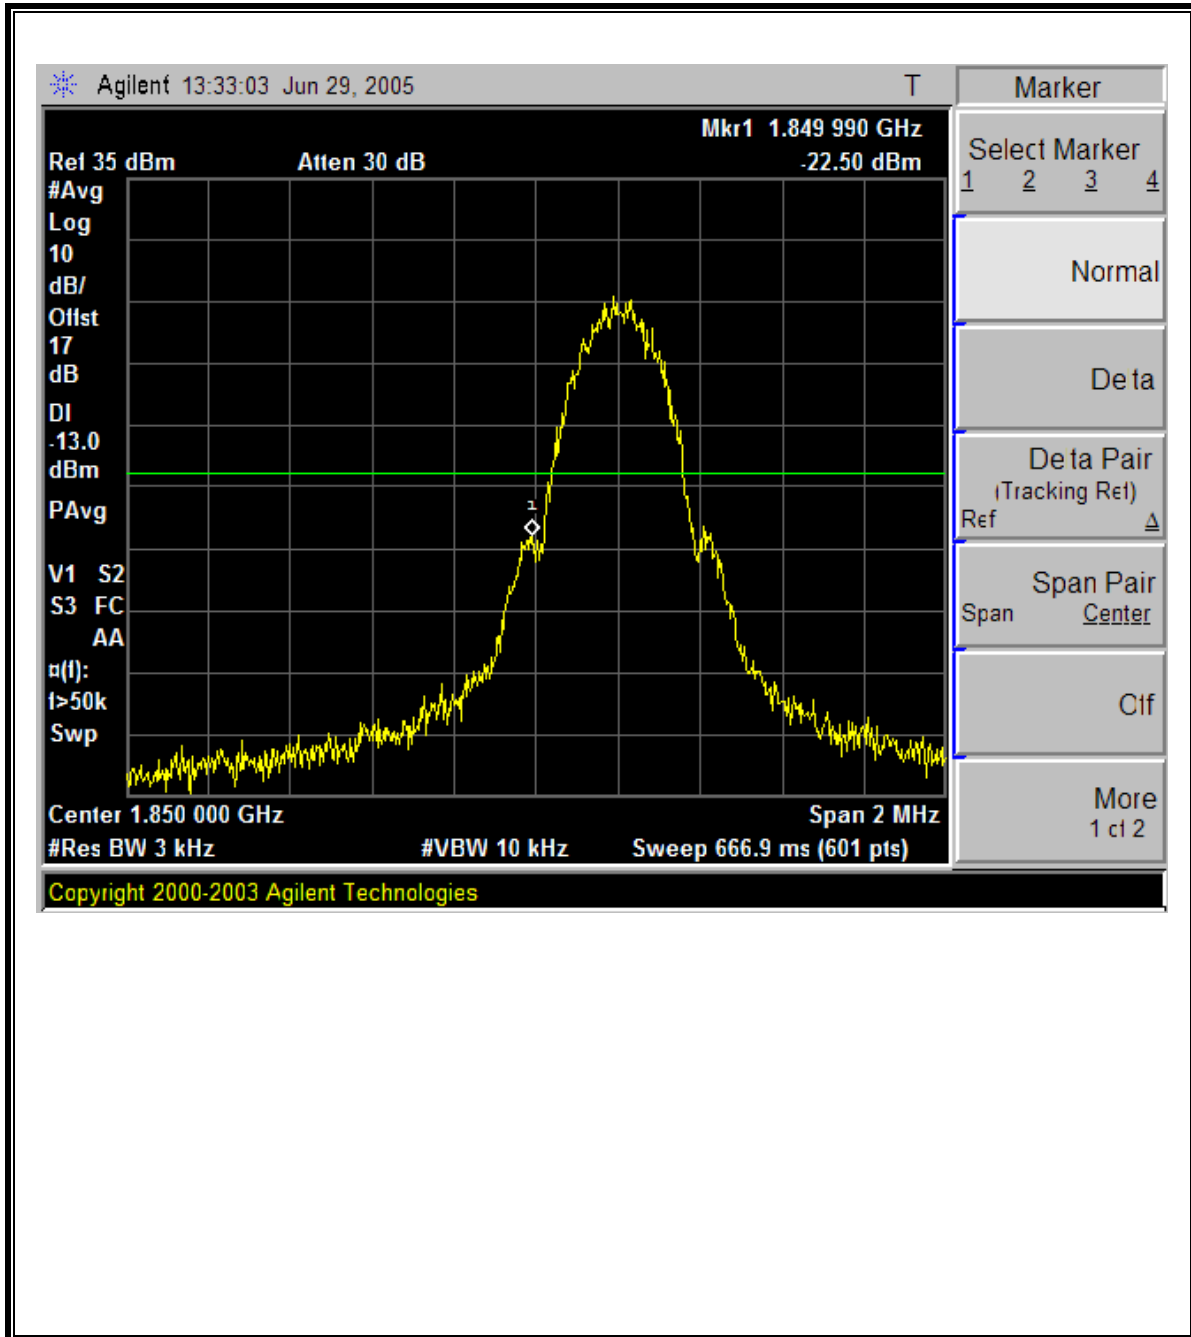 Agilent 13:33:03 Jun 29, 2005 T
Mkr1 1.849 990 GHz
Ref 35 dBm Atten 30 dB -22.50 dBm
#Avg
Log
10
dB/
Offst
17
dB
DI
-13.0
dBm
PAvg
1
V1 S2
S3 FC
AA
¤(f):
f>50k
Swp
Center 1.850 000 GHz Span 2 MHz
#Res BW 3 kHz #VBW 10 kHz Sweep 666.9 ms (601 pts)
Copyright 2000-2003 Agilent Technologies
Marker
Select Marker
1 2 3 4
Normal
Delta
Delta Pair
(Tracking Ref)
Ref Δ
Span Pair
Span Center
Off
More
1 of 2